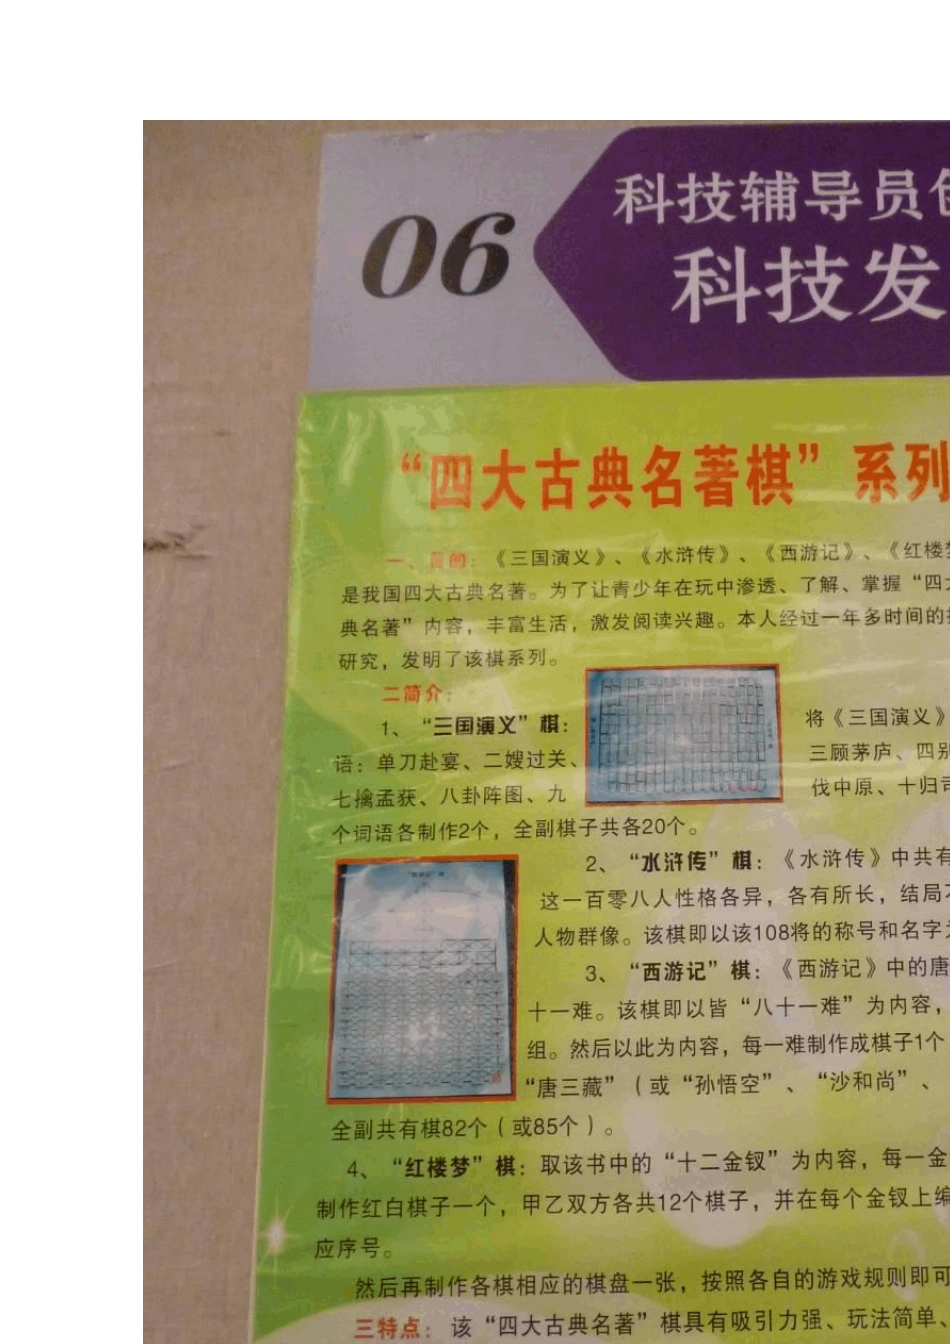 06
科技辅导员创
科技发
“四大古典名著棋”系列
一、目的：《三国演义》、《水浒传》、《西游记》、《红楼梦
是我国四大古典名著。为了让青少年在玩中渗透、了解、掌握“四大
典名著”内容，丰富生活，激发阅读兴趣。本人经过一年多时间的
研究，发明了该棋系列。
二简介：
1、“三国演义”棋：
将《三国演义》
语：单刀赴宴、二嫂过关、
三顾茅庐、四别
七擒孟获、八卦阵图、九
伐中原、十归司
个词语各制作2个，全副棋子共各20个。
2、“水浒传”棋：《水浒传》中共有
这一百零八人性格各异，各有所长，结局不
人物群像。该棋即以该108将的称号和名字为
3、“西游记”棋：《西游记》中的唐
十一难。该棋即以皆“八十一难”为内容，
组。然后以此为内容，每一难制作成棋子1个
“唐三藏”（或“孙悟空”、“沙和尚”、
全副共有棋82个（或85个）。
4、“红楼梦”棋：取该书中的“十二金钗”为内容，每一金
制作红白棋子一个，甲乙双方各共12个棋子，并在每个金钗上编
应序号。
然后再制作各棋相应的棋盘一张，按照各自的游戏规则即可
三特点：该“四大古典名著”棋具有吸引力强、玩法简单、